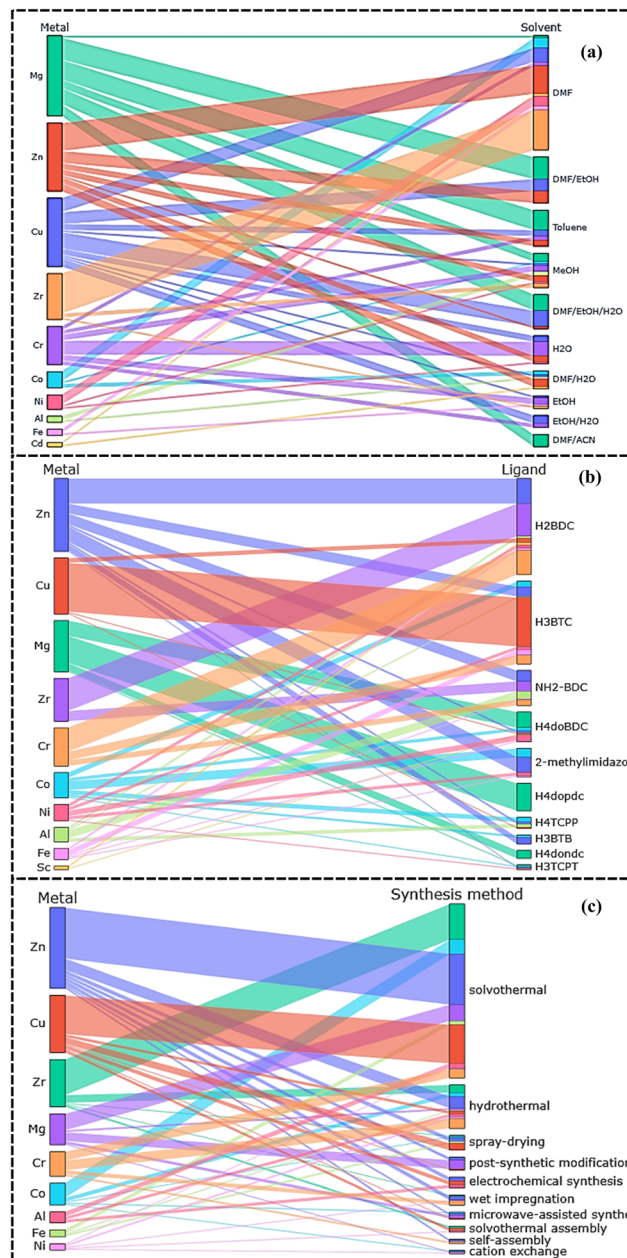 Metal Solvent
(a)
Mg
Zn
Cu
Zr
Cr
Co
Ni
Al
Fe
Cd
DMF
DMF/EtOH
Toluene
MeOH
DMF/EtOH/H2O
H2O
DMF/H2O
EtOH
EtOH/H2O
DMF/ACN
Metal Ligand
(b)
Zn
Cu
Mg
Zr
Cr
Co
Ni
Al
Fe
Sc
H2BDC
H3BTC
NH2-BDC
H4doBDC
2-methylimidazo
H4dopdc
H4TCPP
H3BTB
H4dondc
H3TCPT
Metal Synthesis method
(c)
Zn
Cu
Zr
Mg
Cr
Co
Al
Fe
Ni
solvothermal
hydrothermal
spray-drying
post-synthetic modification
electrochemical synthesis
wet impregnation
microwave-assisted synthe
solvothermal assembly
self-assembly
cation exchange